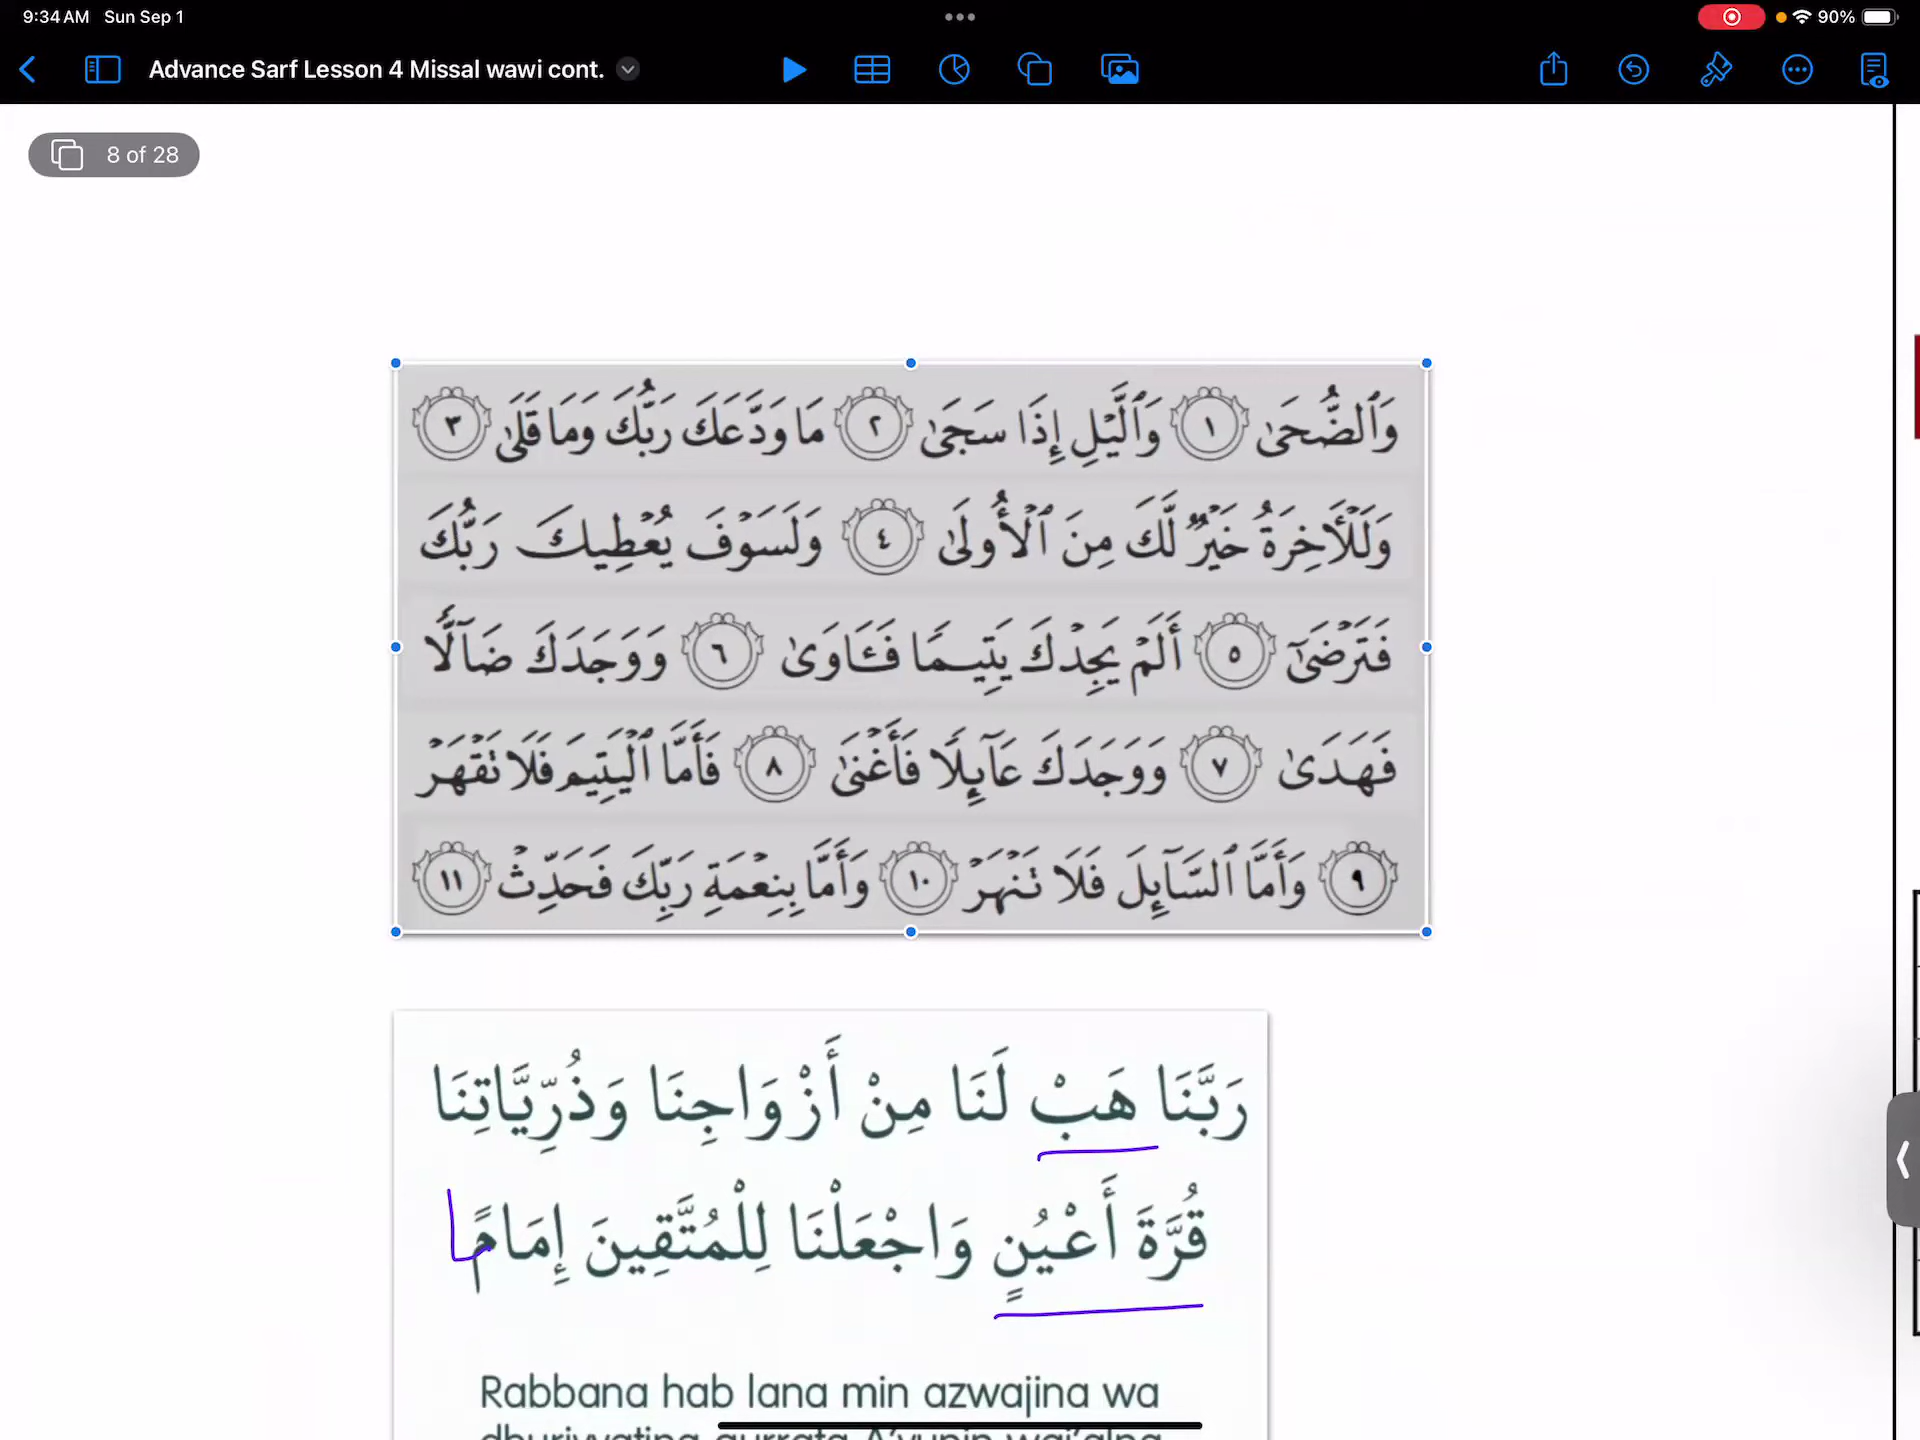 9:34 AM Sun Sep 1
90%
Advance Sarf Lesson 4 Missal wawi cont.
8 of 28
وَٱلضُّحَىٰ ١ وَٱلَّيْلِ إِذَا سَجَىٰ ٢ مَا وَدَّعَكَ رَبُّكَ وَمَا قَلَىٰ ٣
وَلَلْأَخِرَةُ خَيْرٌ لَّكَ مِنَ ٱلْأُولَىٰ ٤ وَلَسَوْفَ يُعْطِيكَ رَبُّكَ
فَتَرْضَىٰٓ ٥ أَلَمْ يَجِدْكَ يَتِيمًا فَـَٔاوَىٰ ٦ وَوَجَدَكَ ضَآلًّا
فَهَدَىٰ ٧ وَوَجَدَكَ عَآئِلًا فَأَغْنَىٰ ٨ فَأَمَّا ٱلْيَتِيمَ فَلَا تَقْهَرْ
٩ وَأَمَّا ٱلسَّآئِلَ فَلَا تَنْهَرْ ١٠ وَأَمَّا بِنِعْمَةِ رَبِّكَ فَحَدِّثْ ١١
رَبَّنَا هَبْ لَنَا مِنْ أَزْوَاجِنَا وَذُرِّيَّاتِنَا
قُرَّةَ أَعْيُنٍ وَاجْعَلْنَا لِلْمُتَّقِينَ إِمَامًا
Rabbana hab lana min azwajina wa